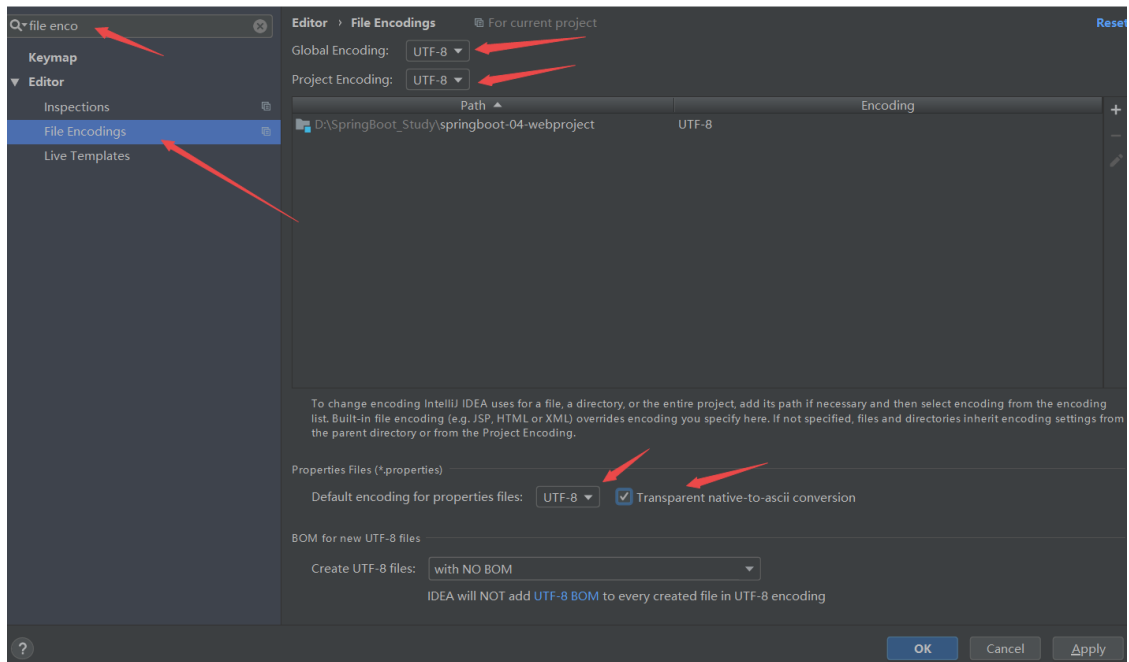 file enco
Keymap
Editor
Inspections
File Encodings
Live Templates
Editor › File Encodings For current project Reset
Global Encoding: UTF-8
Project Encoding: UTF-8
Path Encoding
D:\SpringBoot_Study\springboot-04-webproject UTF-8
To change encoding IntelliJ IDEA uses for a file, a directory, or the entire project, add its path if necessary and then select encoding from the encoding
list. Built-in file encoding (e.g. JSP, HTML or XML) overrides encoding you specify here. If not specified, files and directories inherit encoding settings from
the parent directory or from the Project Encoding.
Properties Files (*.properties)
Default encoding for properties files: UTF-8 Transparent native-to-ascii conversion
BOM for new UTF-8 files
Create UTF-8 files: with NO BOM
IDEA will NOT add UTF-8 BOM to every created file in UTF-8 encoding
? OK Cancel Apply